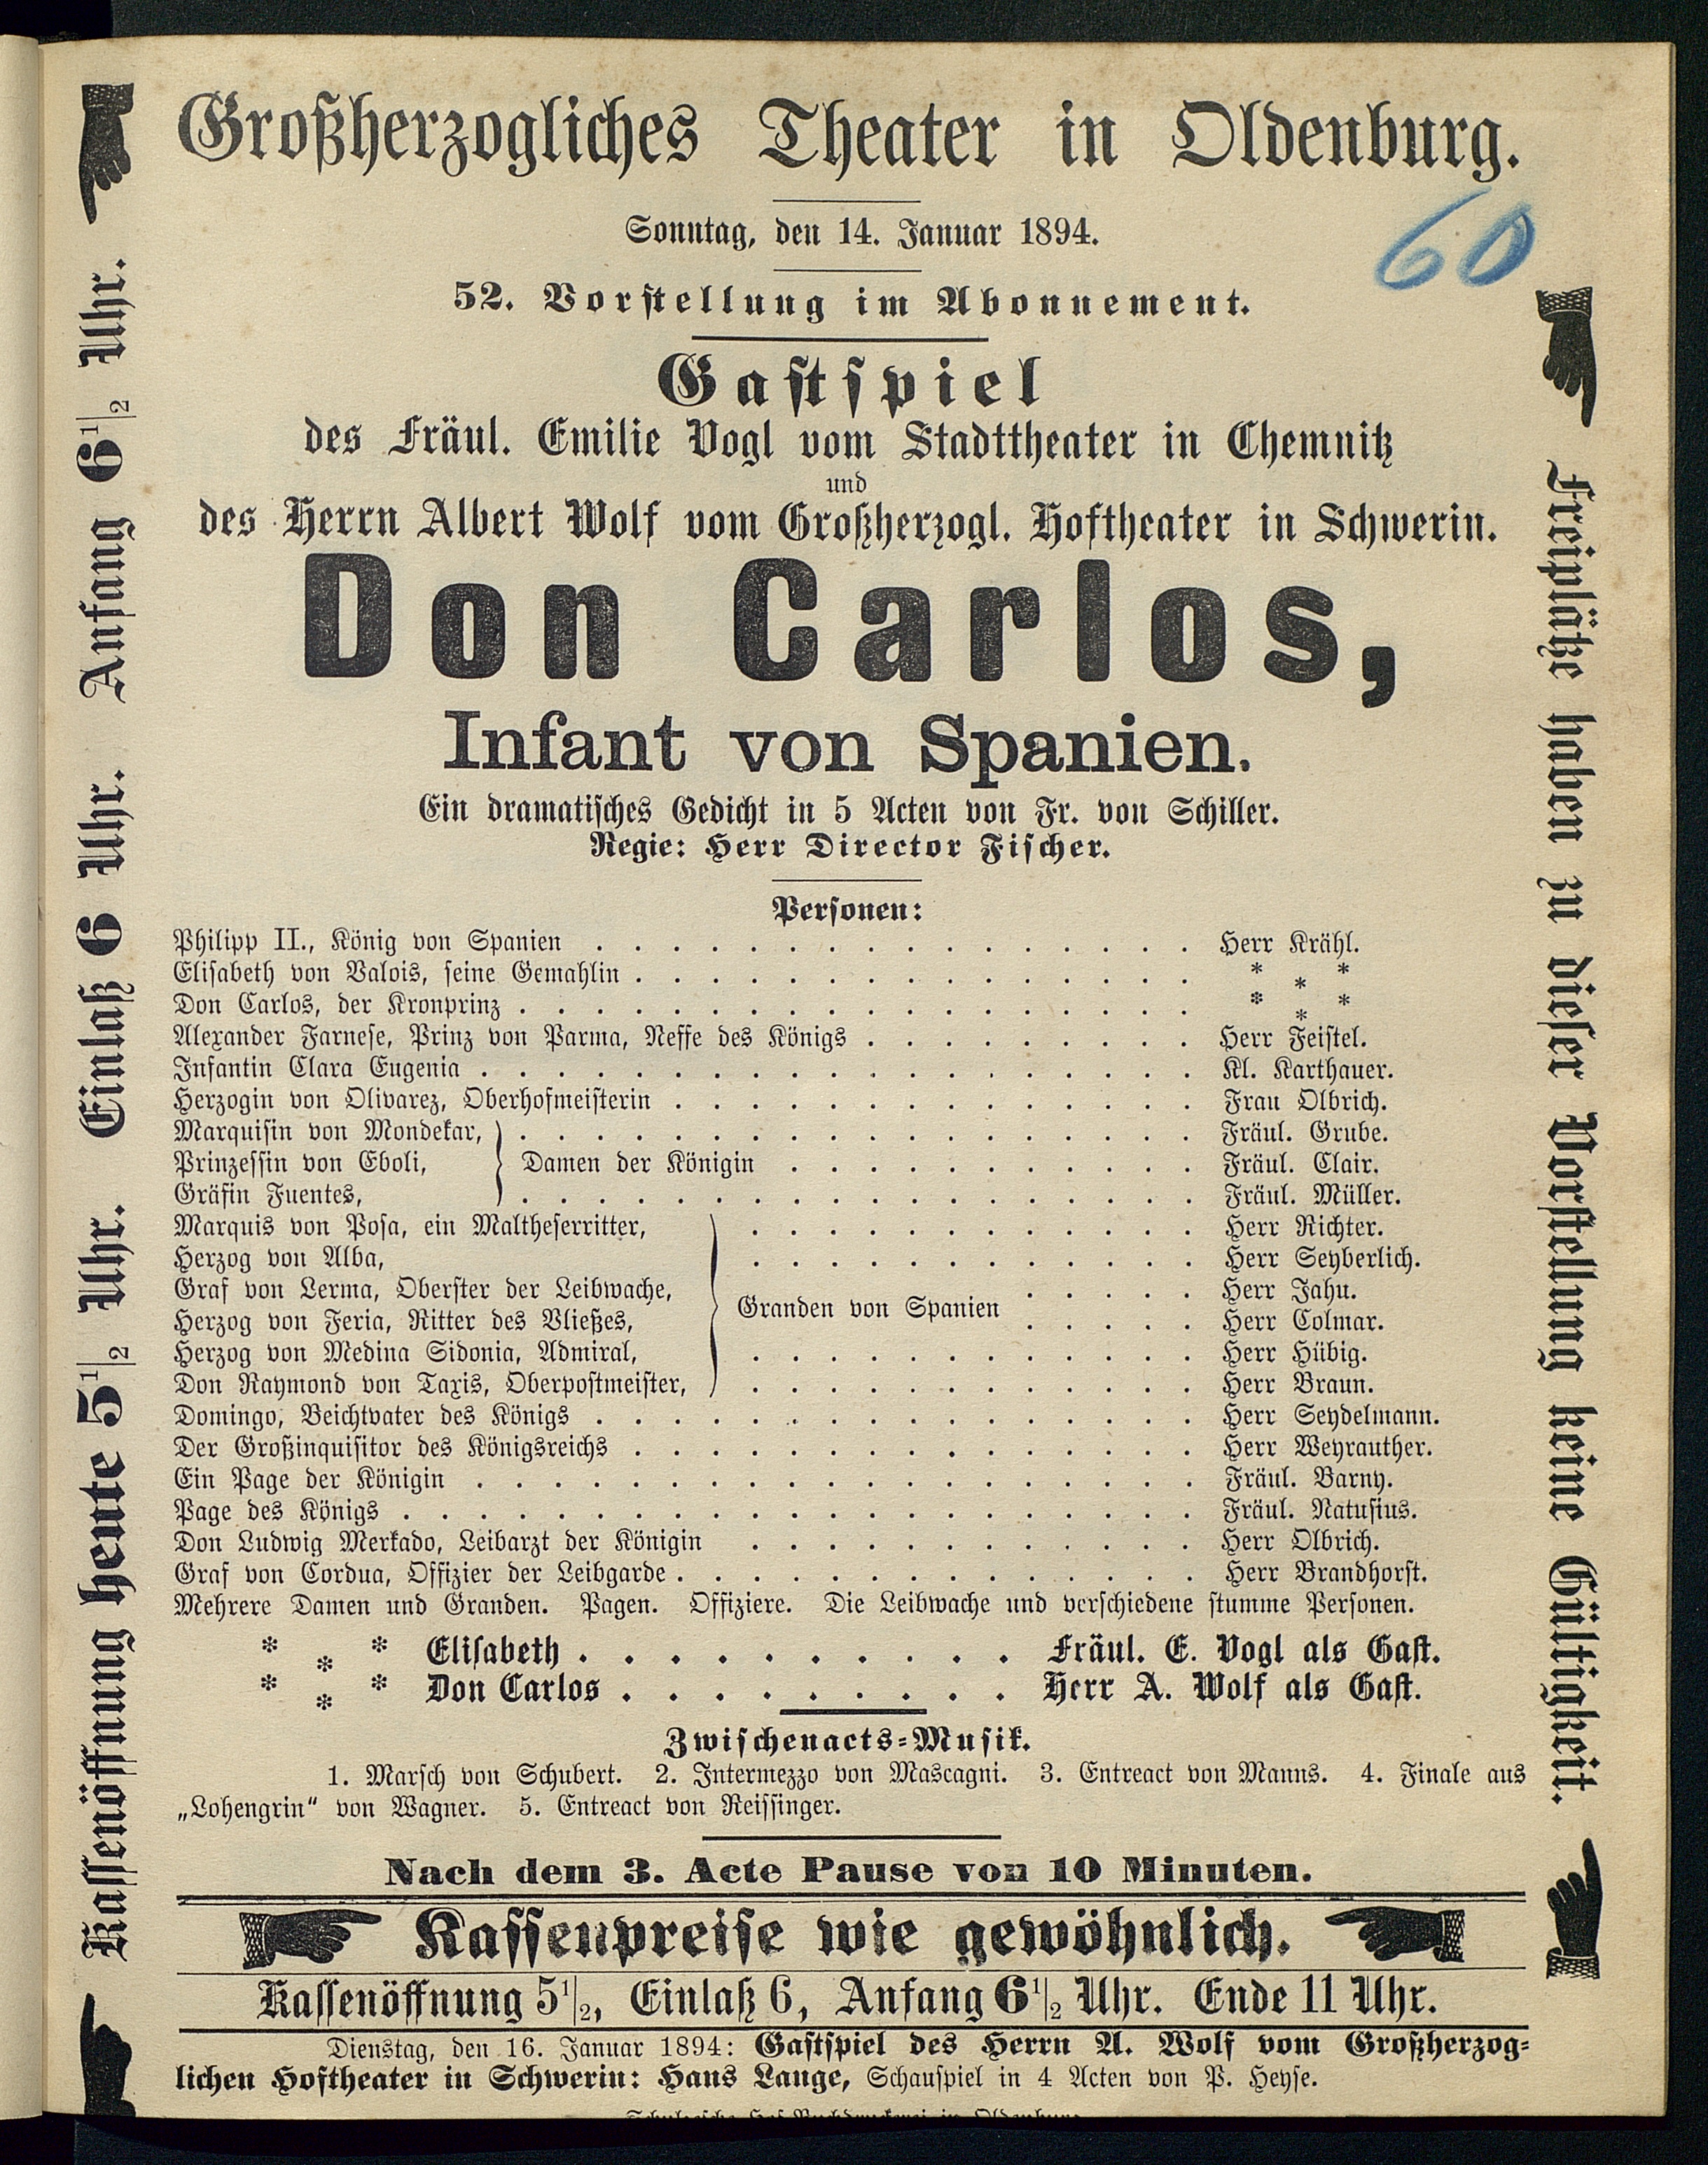 Großherzogliches Theater in Oldenburg.
Sonntag, den 14. Januar 1894.
60
52. Vorstellung im Abonnement.
Gastspiel
des Fräul. Emilie Vogl vom Stadttheater in Chemnitz
und
des Herrn Albert Wolf vom Großherzogl. Hoftheater in Schwerin.
Don Carlos,
Infant von Spanien.
Ein dramatisches Gedicht in 5 Acten von Fr. von Schiller.
Regie: Herr Director Fischer.
Personen:
Philipp II., König von Spanien . . . . . . . . . . . . . . . . Herr Krähl.
Elisabeth von Valois, seine Gemahlin . . . . . . . . . . . . . . . * * *
Don Carlos, der Kronprinz . . . . . . . . . . . . . . . . . . * * *
Alexander Farnese, Prinz von Parma, Neffe des Königs . . . . . . . . . Herr Feistel.
Infantin Clara Eugenia . . . . . . . . . . . . . . . . . . . Kl. Karthauer.
Herzogin von Olivarez, Oberhofmeisterin . . . . . . . . . . . . . . Frau Olbrich.
Marquisin von Mondekar, . . . . . . . . . . . . . . . . . . Fräul. Grube.
Prinzessin von Eboli, Damen der Königin . . . . . . . . . . . Fräul. Clair.
Gräfin Fuentes, . . . . . . . . . . . . . . . . . . Fräul. Müller.
Marquis von Posa, ein Maltheserritter, . . . . . . . . . . . . Herr Richter.
Herzog von Alba, . . . . . . . . . . . . Herr Seyberlich.
Graf von Lerma, Oberster der Leibwache, . . . . . Herr Jahn.
Granden von Spanien
Herzog von Feria, Ritter des Vließes, . . . . . Herr Colmar.
Herzog von Medina Sidonia, Admiral, . . . . . . . . . . . . Herr Hübig.
Don Raymond von Taxis, Oberpostmeister, . . . . . . . . . . . . Herr Braun.
Domingo, Beichtvater des Königs . . . . . . . . . . . . . . . . Herr Seydelmann.
Der Großinquisitor des Königsreichs . . . . . . . . . . . . . . . Herr Weyrauther.
Ein Page der Königin . . . . . . . . . . . . . . . . . . . Fräul. Barny.
Page des Königs . . . . . . . . . . . . . . . . . . . . . Fräul. Natusius.
Don Ludwig Merkado, Leibarzt der Königin . . . . . . . . . . . . Herr Olbrich.
Graf von Cordua, Offizier der Leibgarde . . . . . . . . . . . . . . Herr Brandhorst.
Mehrere Damen und Granden. Pagen. Offiziere. Die Leibwache und verschiedene stumme Personen.
* * * Elisabeth . . . . . . . . . . Fräul. E. Vogl als Gast.
* * * Don Carlos . . . . . . . . . Herr A. Wolf als Gast.
Zwischenacts-Musik.
1. Marsch von Schubert. 2. Intermezzo von Mascagni. 3. Entreact von Manns. 4. Finale aus
„Lohengrin“ von Wagner. 5. Entreact von Reissinger.
Nach dem 3. Acte Pause von 10 Minuten.
Kassenpreise wie gewöhnlich.
Kassenöffnung 5½, Einlaß 6, Anfang 6½ Uhr. Ende 11 Uhr.
Dienstag, den 16. Januar 1894: Gastspiel des Herrn A. Wolf vom Großherzog-
lichen Hoftheater in Schwerin: Hans Lange, Schauspiel in 4 Acten von P. Heyse.
Kassenöffnung heute 5½ Uhr. Einlaß 6 Uhr. Anfang 6½ Uhr.
Freiplätze haben zu dieser Vorstellung keine Gültigkeit.